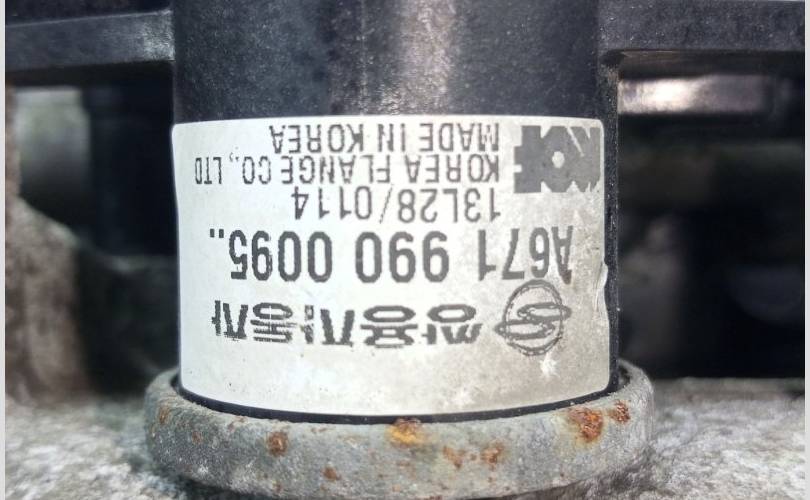 쌍용자동차
A671 990 0095..
13L28/0114
KOREA FLANGE CO., LTD
MADE IN KOREA